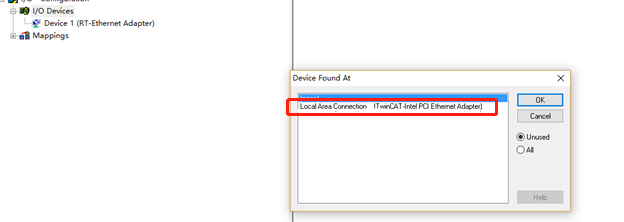 I/O - Configuration
I/O Devices
Device 1 (RT-Ethernet Adapter)
Mappings
Device Found At
Local Area Connection (TwinCAT-Intel PCI Ethernet Adapter)
OK
Cancel
Unused
All
Help